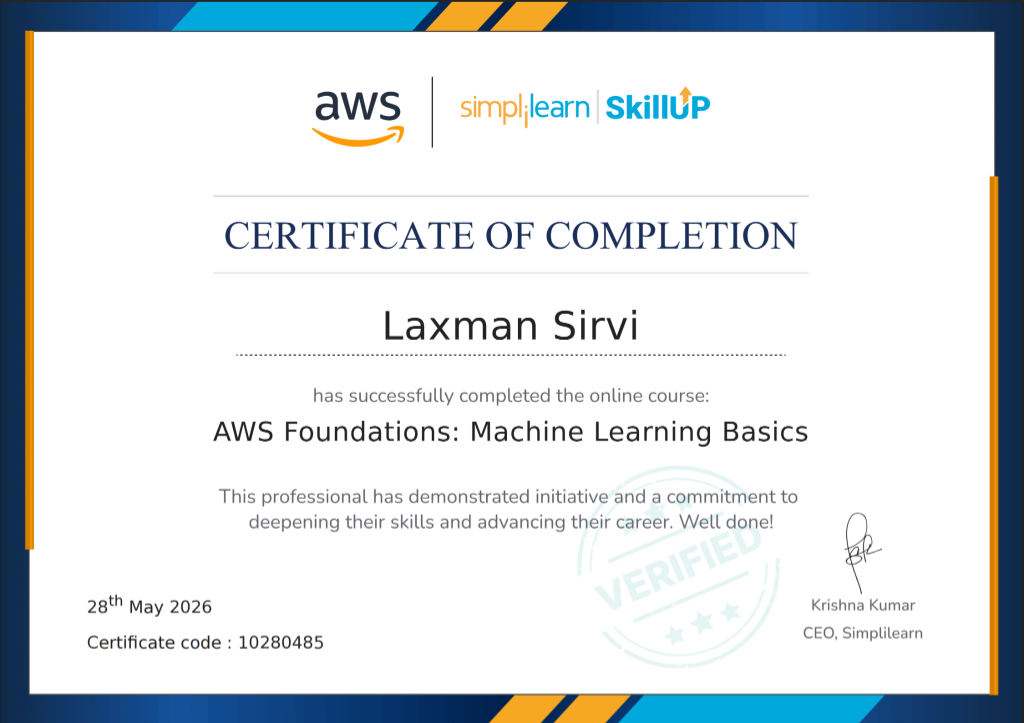 aws
simplilearn SkillUP
CERTIFICATE OF COMPLETION
Laxman Sirvi
has successfully completed the online course:
AWS Foundations: Machine Learning Basics
This professional has demonstrated initiative and a commitment to
deepening their skills and advancing their career. Well done!
VERIFIED
28th May 2026
Certificate code : 10280485
Krishna Kumar
CEO, Simplilearn